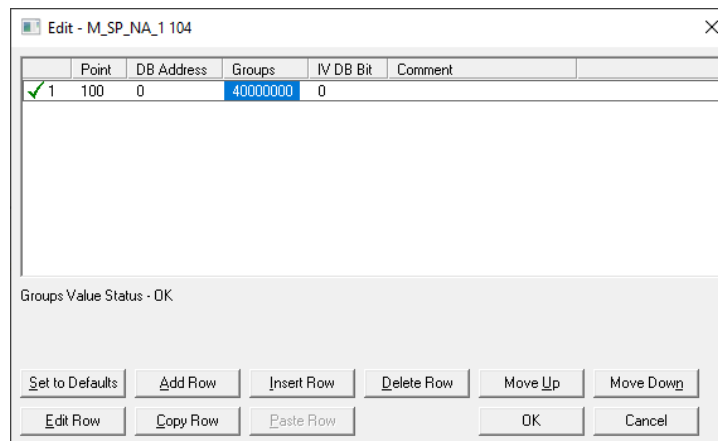 Edit - M_SP_NA_1 104
Point DB Address Groups IV DB Bit Comment
1 100 0 40000000 0
Groups Value Status - OK
Set to Defaults Add Row Insert Row Delete Row Move Up Move Down
Edit Row Copy Row Paste Row OK Cancel